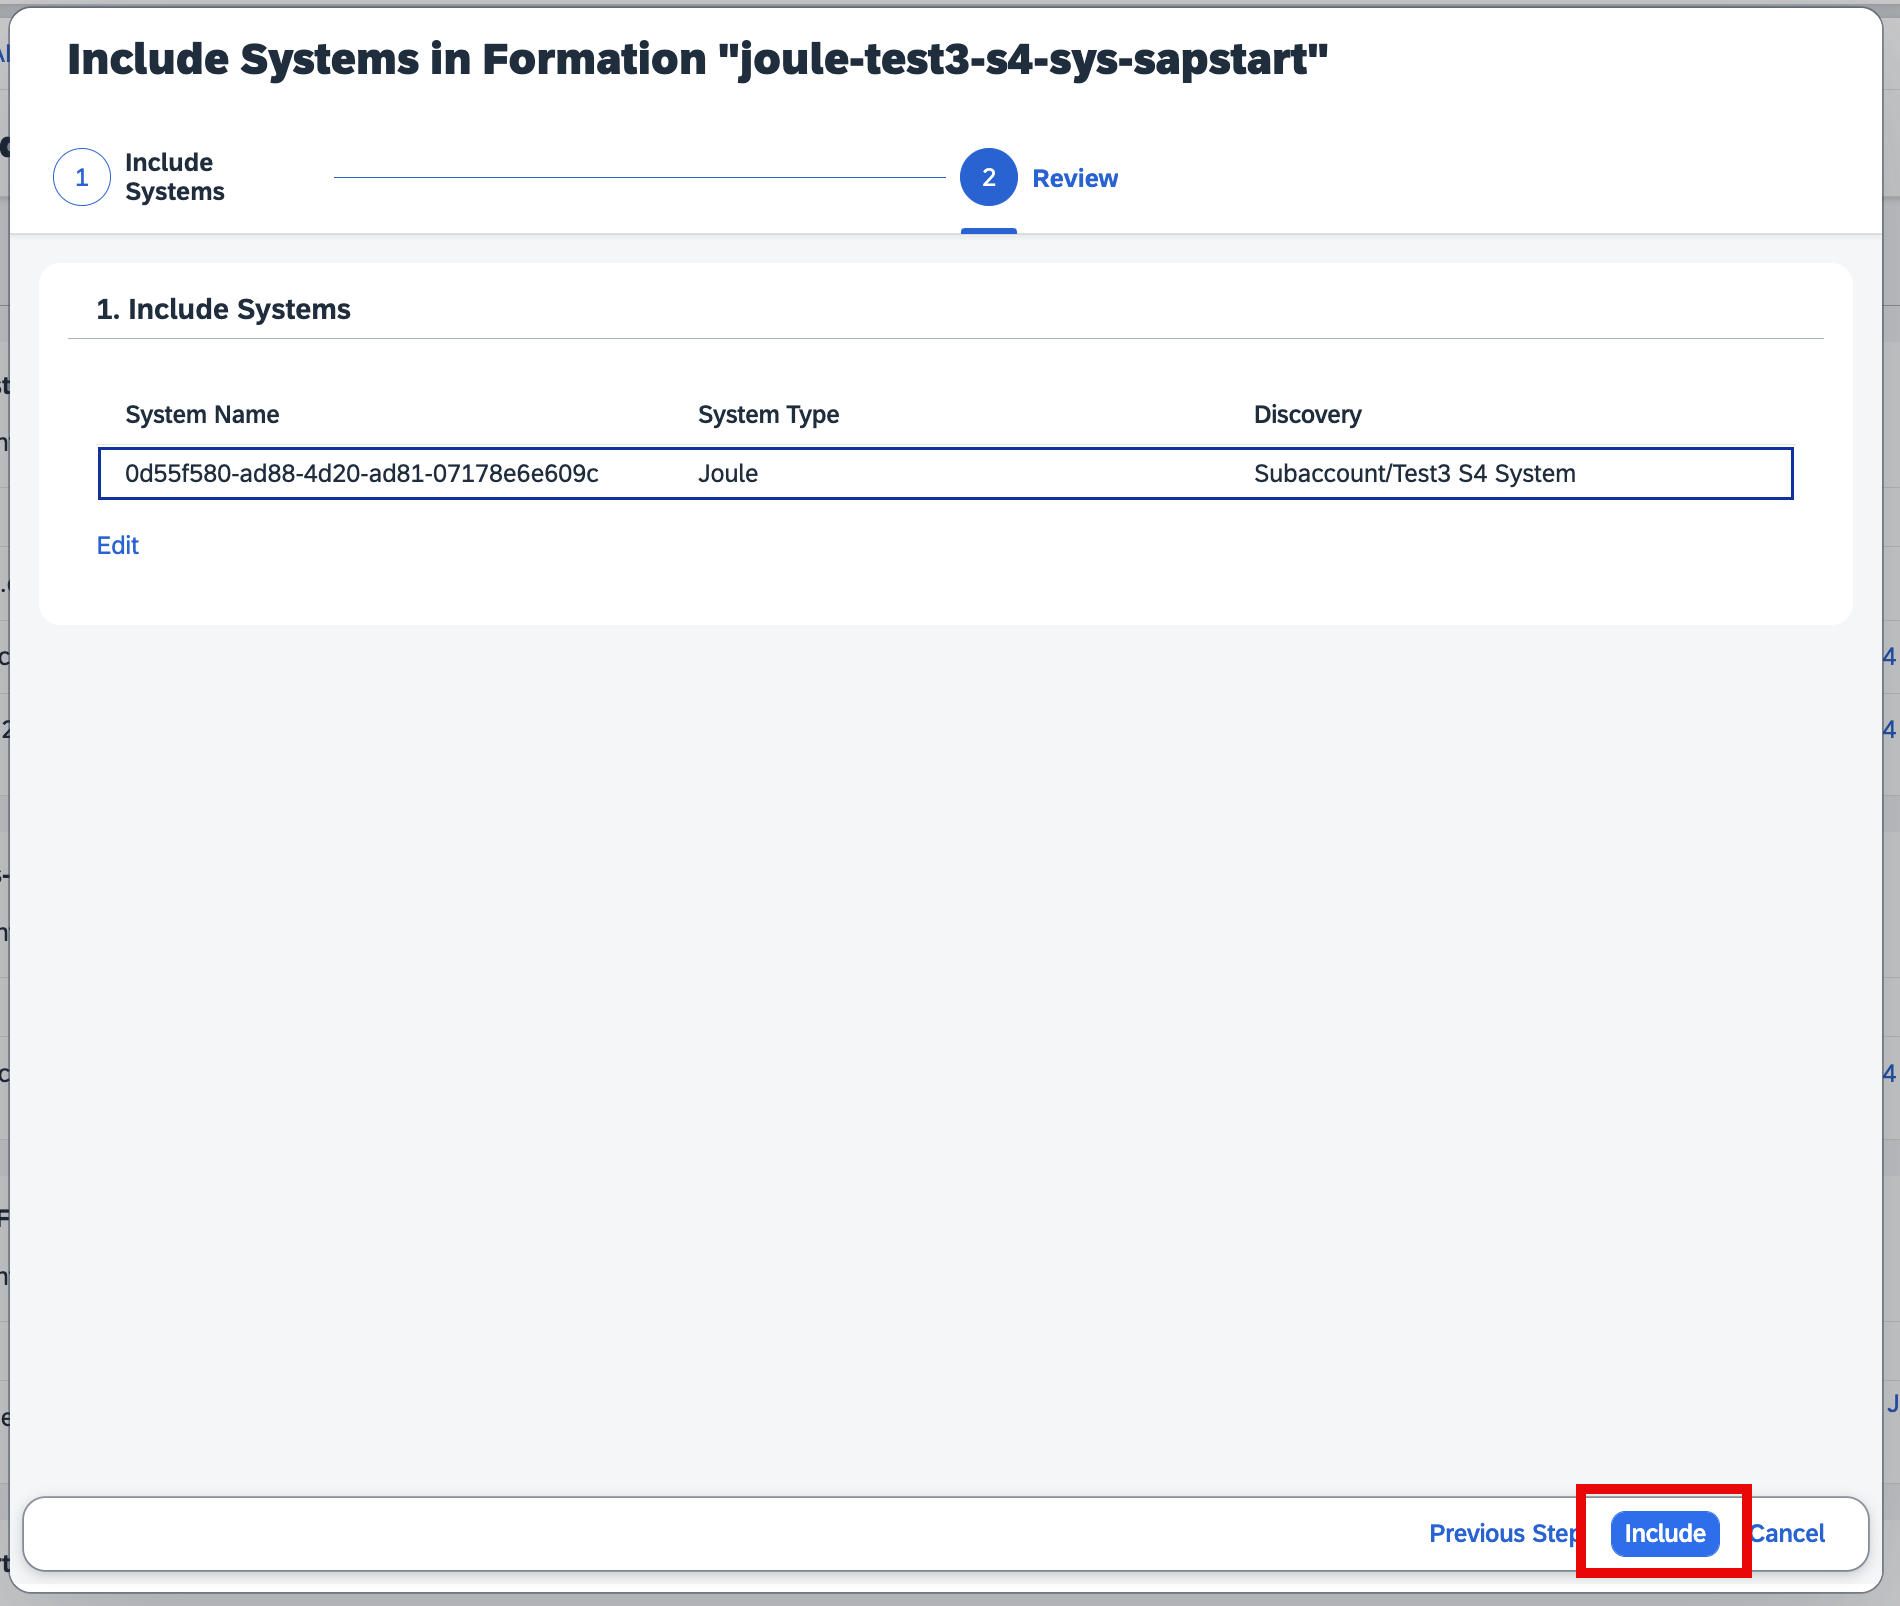 Include Systems in Formation "joule-test3-s4-sys-sapstart"
1
Include
Systems
2
Review
1. Include Systems
System Name System Type Discovery
0d55f580-ad88-4d20-ad81-07178e6e609c Joule Subaccount/Test3 S4 System
Edit
Previous Step Include Cancel